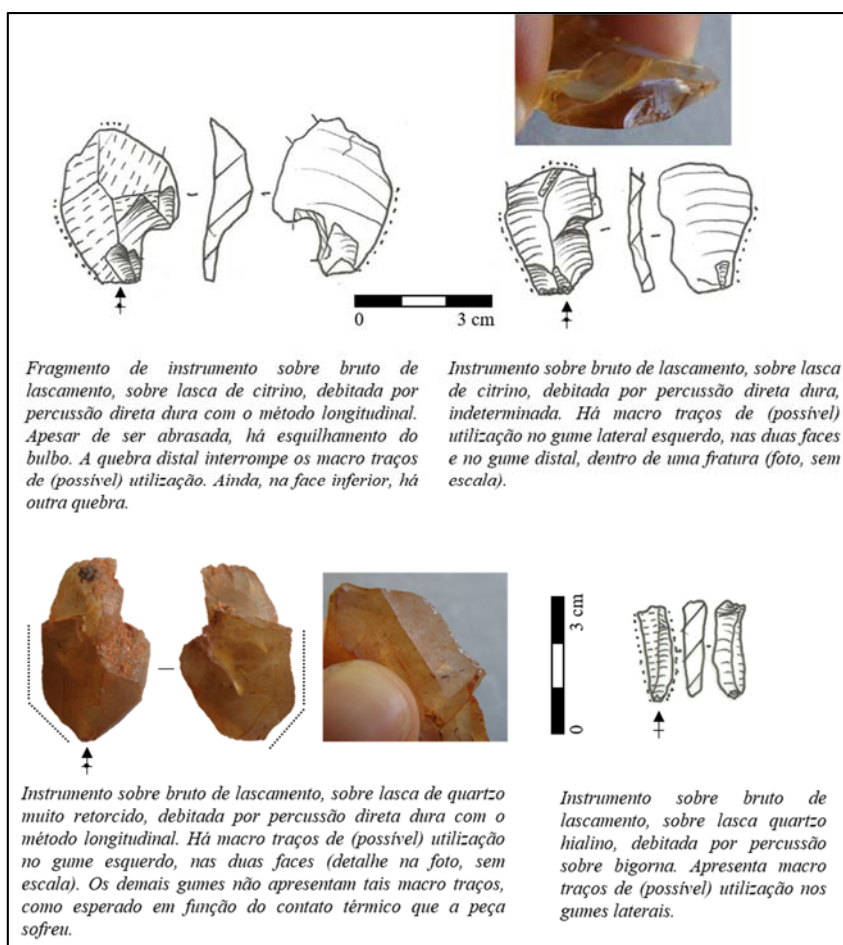 0 3 cm
Fragmento de instrumento sobre bruto de
lascamento, sobre lasca de citrino, debitada por
percussão direta dura com o método longitudinal.
Apesar de ser abrasada, há esquilhamento do
bulbo. A quebra distal interrompe os macro traços
de (possível) utilização. Ainda, na face inferior, há
outra quebra.
Instrumento sobre bruto de lascamento, sobre lasca
de citrino, debitada por percussão direta dura,
indeterminada. Há macro traços de (possível)
utilização no gume lateral esquerdo, nas duas faces
e no gume distal, dentro de uma fratura (foto, sem
escala).
0 3 cm
Instrumento sobre bruto de lascamento, sobre lasca de quartzo
muito retorcido, debitada por percussão direta dura com o
método longitudinal. Há macro traços de (possível) utilização
no gume esquerdo, nas duas faces (detalhe na foto, sem
escala). Os demais gumes não apresentam tais macro traços,
como esperado em função do contato térmico que a peça
sofreu.
Instrumento sobre bruto de
lascamento, sobre lasca quartzo
hialino, debitada por percussão
sobre bigorna. Apresenta macro
traços de (possível) utilização nos
gumes laterais.